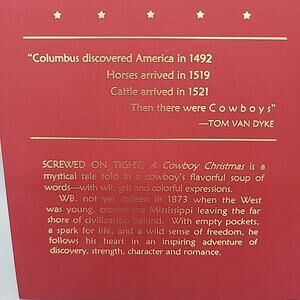 "Columbus discovered America in 1492
Horses arrived in 1519
Cattle arrived in 1521
Then there were Cowboys"
—TOM VAN DYKE
SCREWED ON TIGHT, A Cowboy Christmas is a
mystical tale told in a cowboy's flavorful soup of
words—with wit, grit and colorful expressions.
WB, not yet sixteen in 1873 when the West
was young, crosses the Mississippi leaving the far
shore of civilization behind. With empty pockets,
a spark for life, and a wild sense of freedom, he
follows his heart in an inspiring adventure of
discovery, strength, character and romance.